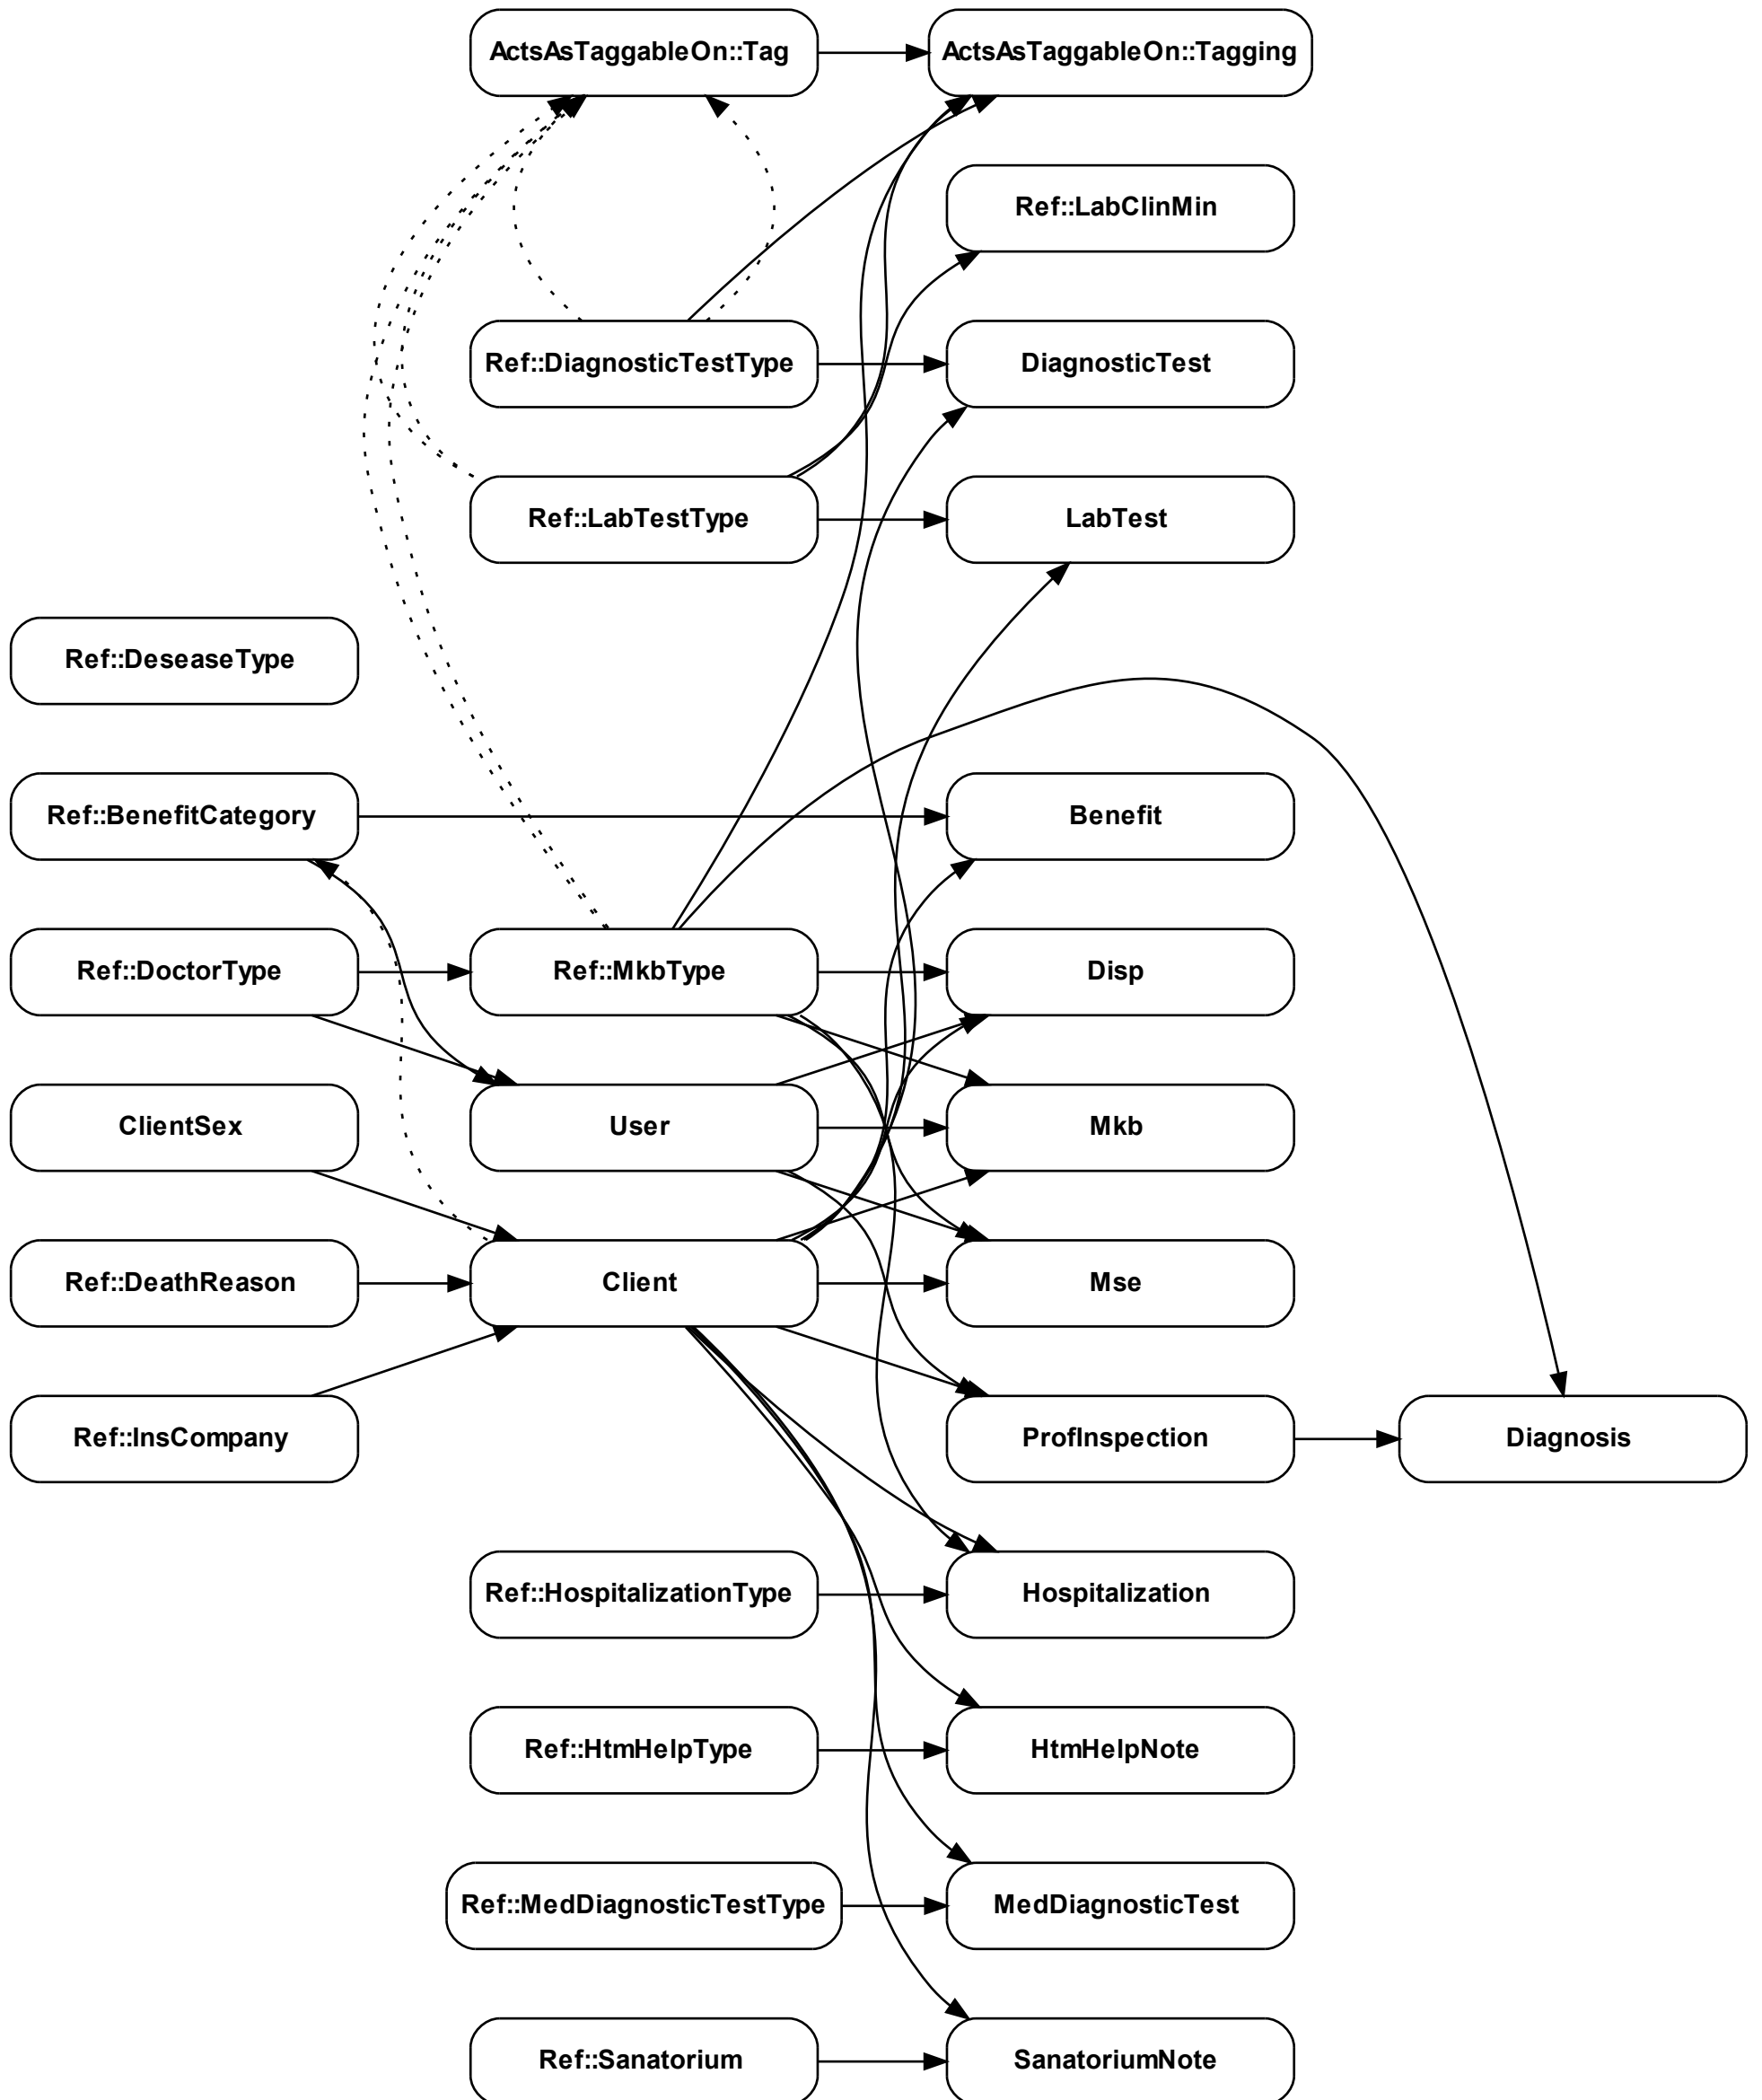 ActsAsTaggableOn::Tag
ActsAsTaggableOn::Tagging
Ref::LabClinMin
Ref::DiagnosticTestType
DiagnosticTest
Ref::LabTestType
LabTest
Ref::DeseaseType
Ref::BenefitCategory
Benefit
Ref::DoctorType
Ref::MkbType
Disp
ClientSex
User
Mkb
Ref::DeathReason
Client
Mse
Ref::InsCompany
ProfInspection
Diagnosis
Ref::HospitalizationType
Hospitalization
Ref::HtmHelpType
HtmHelpNote
Ref::MedDiagnosticTestType
MedDiagnosticTest
Ref::Sanatorium
SanatoriumNote